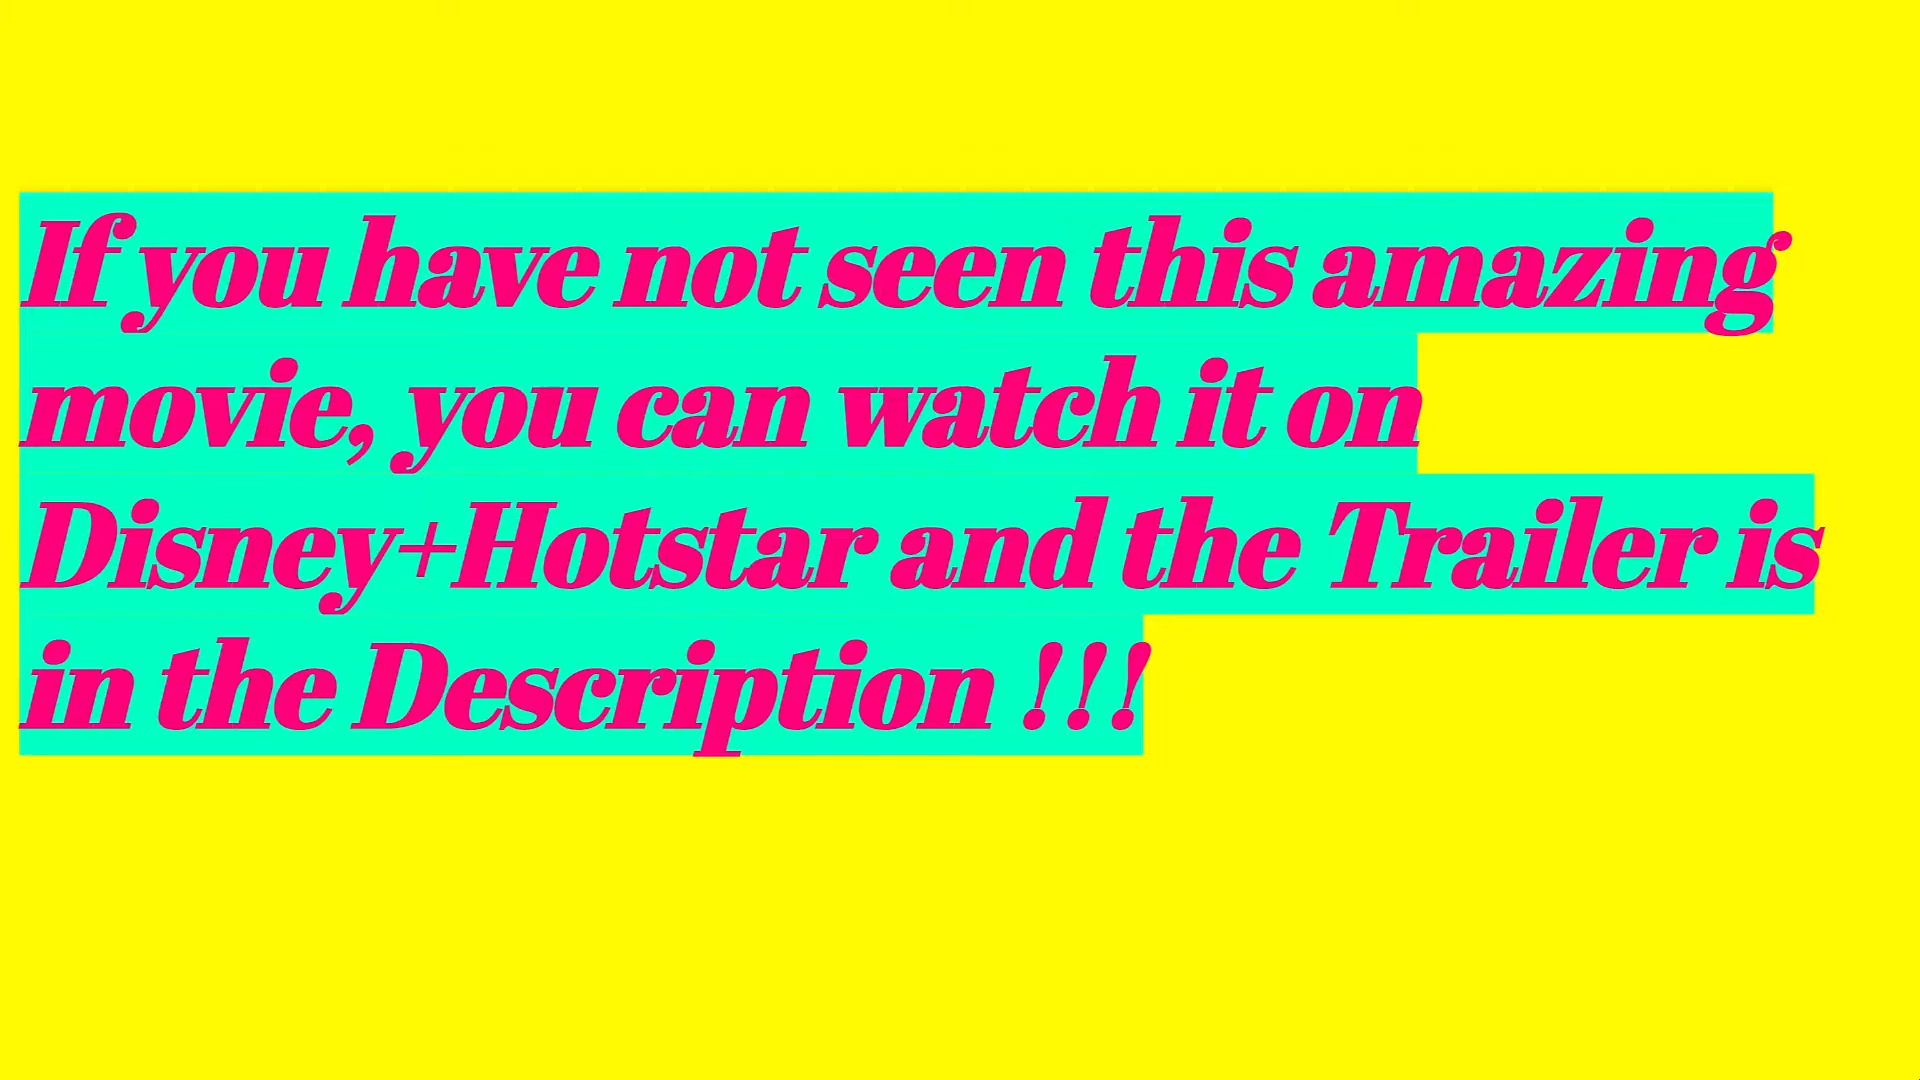 If you have not seen this amazing
movie, you can watch it on
Disney+Hotstar and the Trailer is
in the Description !!!